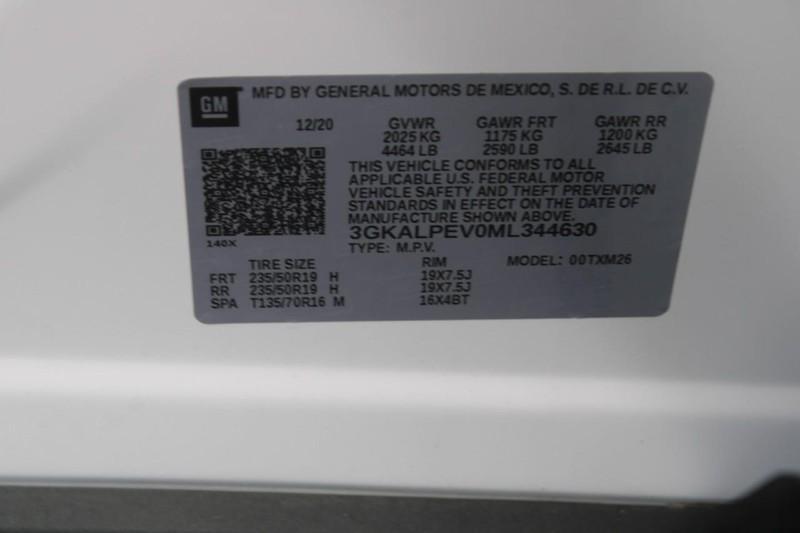 GM MFD BY GENERAL MOTORS DE MEXICO, S. DE R.L. DE C.V.
12/20 GVWR GAWR FRT GAWR RR
2025 KG 1175 KG 1200 KG
4464 LB 2590 LB 2645 LB
THIS VEHICLE CONFORMS TO ALL
APPLICABLE U.S. FEDERAL MOTOR
VEHICLE SAFETY AND THEFT PREVENTION
STANDARDS IN EFFECT ON THE DATE OF
MANUFACTURE SHOWN ABOVE.
3GKALPEV0ML344630
140X
TYPE: M.P.V.
TIRE SIZE RIM MODEL: 00TXM26
FRT 235/50R19 H 19X7.5J
RR 235/50R19 H 19X7.5J
SPA T135/70R16 M 16X4BT